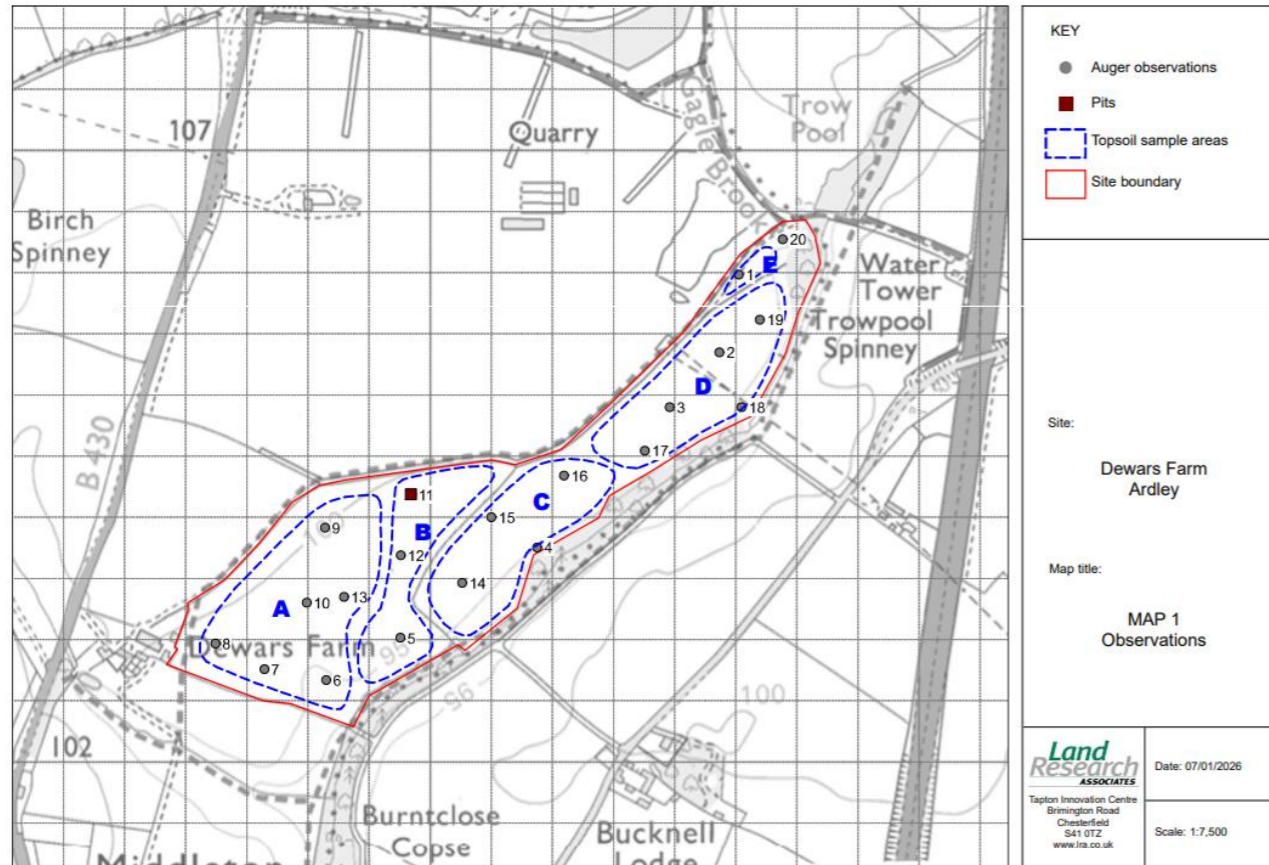 107
Quarry
Trow
Pool
Gagle Brook
Birch
Spinney
B 430
Water
Tower
Trowpool
Spinney
Dewars Farm
102
100
95
95
100
Burntclose
Copse
Bucknell
Lodge
Middleton
20
1
E
19
2
D
3
18
17
16
11
C
15
9
B
12
4
14
13
10
A
5
8
7
6
KEY
Auger observations
Pits
Topsoil sample areas
Site boundary
Site:
Dewars Farm
Ardley
Map title:
MAP 1
Observations
Land
Research
ASSOCIATES
Tapton Innovation Centre
Brimington Road
Chesterfield
S41 0TZ
www.lra.co.uk
Date: 07/01/2026
Scale: 1:7,500